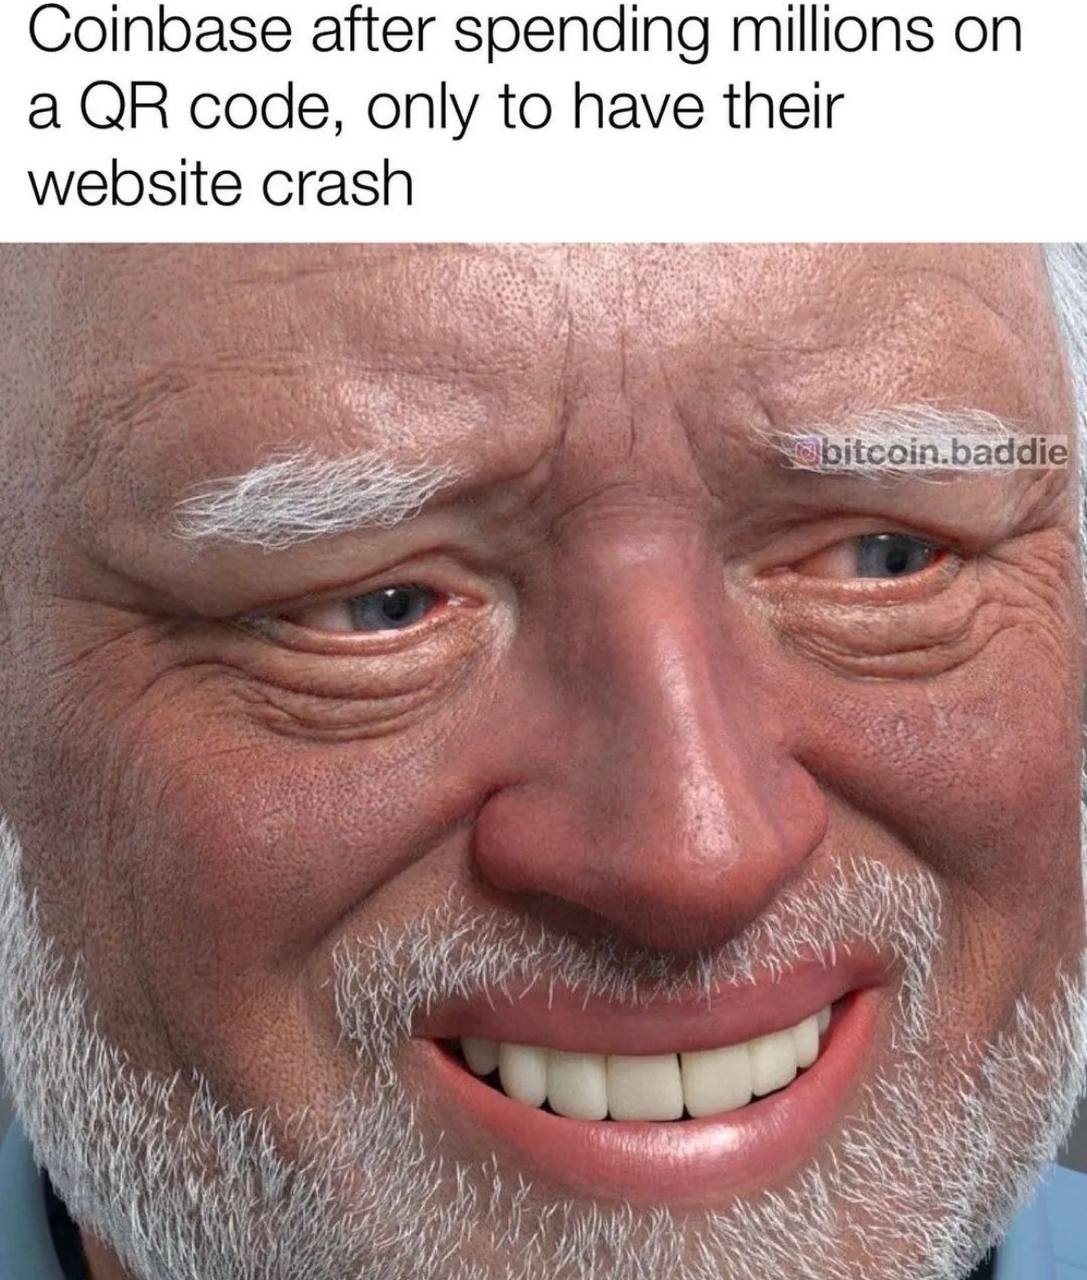 Coinbase after spending millions on
a QR code, only to have their
website crash
bitcoin.baddie